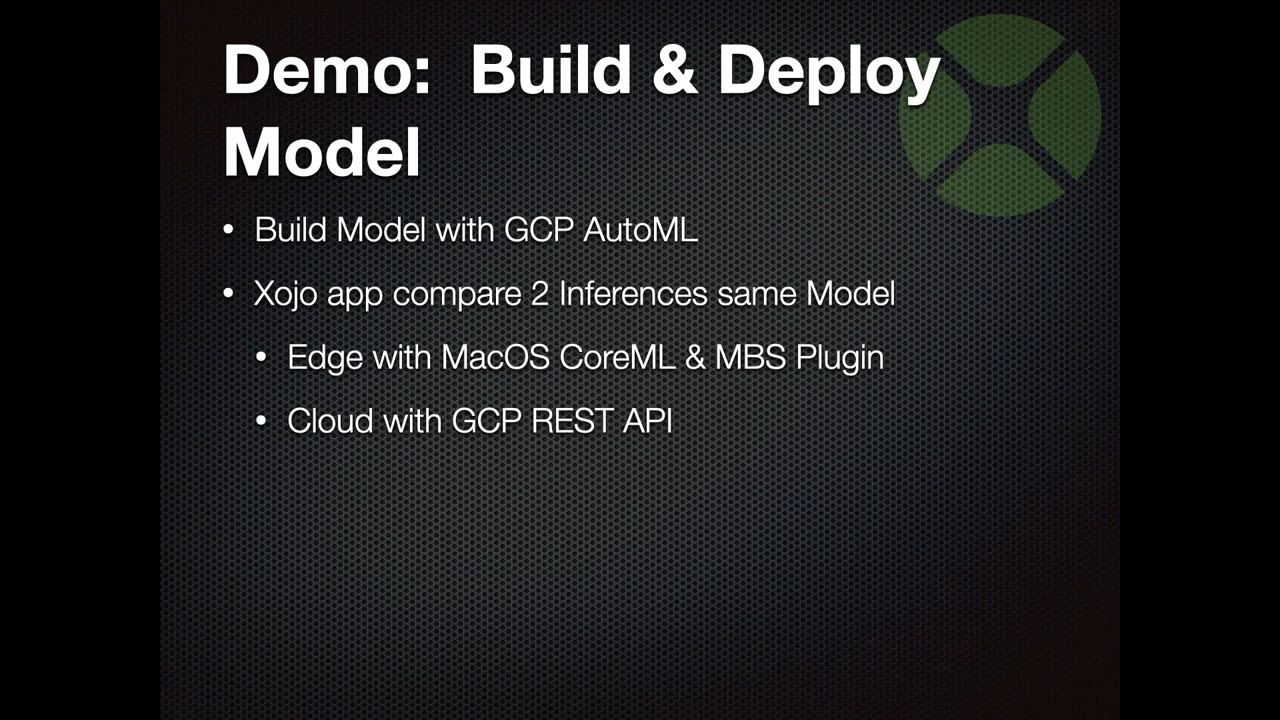 Demo: Build & Deploy
Model
• Build Model with GCP AutoML
• Xojo app compare 2 Inferences same Model
• Edge with MacOS CoreML & MBS Plugin
• Cloud with GCP REST API